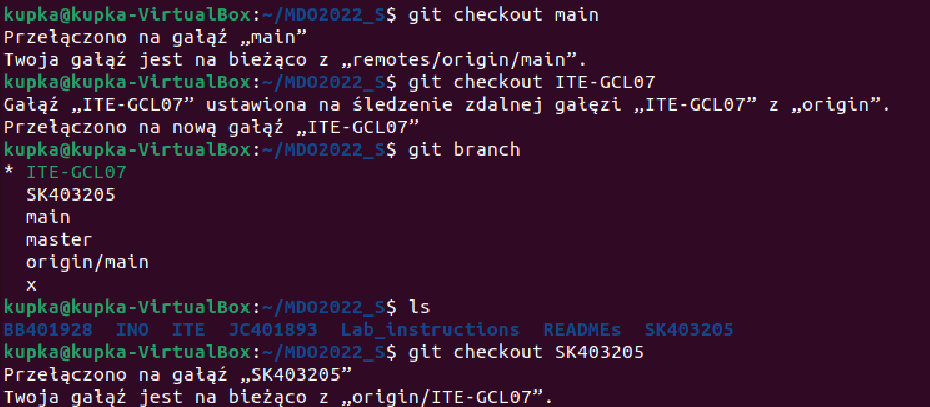 kupka@kupka-VirtualBox:~/MDO2022_S$ git checkout main
Przełączono na gałąź „main”
Twoja gałąź jest na bieżąco z „remotes/origin/main”.
kupka@kupka-VirtualBox:~/MDO2022_S$ git checkout ITE-GCL07
Gałąź „ITE-GCL07” ustawiona na śledzenie zdalnej gałęzi „ITE-GCL07” z „origin”.
Przełączono na nową gałąź „ITE-GCL07”
kupka@kupka-VirtualBox:~/MDO2022_S$ git branch
* ITE-GCL07
  SK403205
  main
  master
  origin/main
  x
kupka@kupka-VirtualBox:~/MDO2022_S$ ls
BB401928  INO  ITE  JC401893  Lab_instructions  READMEs  SK403205
kupka@kupka-VirtualBox:~/MDO2022_S$ git checkout SK403205
Przełączono na gałąź „SK403205”
Twoja gałąź jest na bieżąco z „origin/ITE-GCL07”.